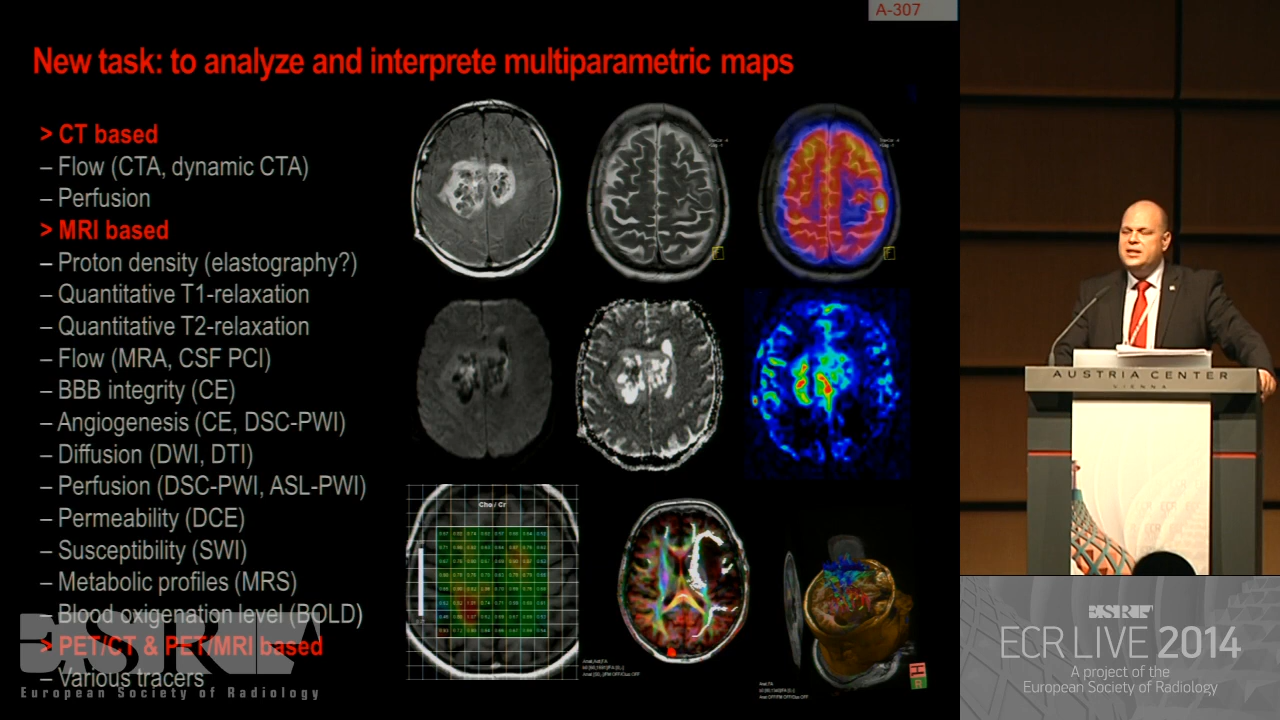 A-307
New task: to analyze and interprete multiparametric maps
> CT based
– Flow (CTA, dynamic CTA)
– Perfusion
> MRI based
– Proton density (elastography?)
– Quantitative T1-relaxation
– Quantitative T2-relaxation
– Flow (MRA, CSF PCI)
– BBB integrity (CE)
– Angiogenesis (CE, DSC-PWI)
– Diffusion (DWI, DTI)
– Perfusion (DSC-PWI, ASL-PWI)
– Permeability (DCE)
– Susceptibility (SWI)
– Metabolic profiles (MRS)
– Blood oxigenation level (BOLD)
> PET/CT & PET/MRI based
– Various tracers
Cho / Cr
H
R
ESR
European Society of Radiology
AUSTRIA CENTER
VIENNA
ESR
ECR LIVE 2014
A project of the
European Society of Radiology